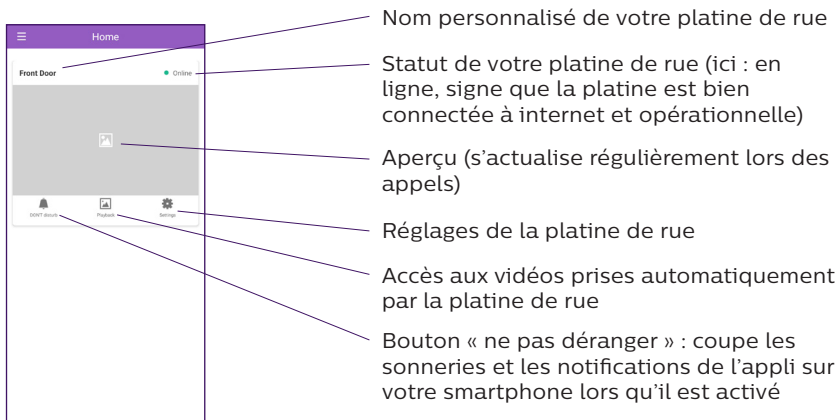 Home
Front Door
Online
DON'T disturb
Playback
Settings
Nom personnalisé de votre platine de rue
Statut de votre platine de rue (ici : en
ligne, signe que la platine est bien
connectée à internet et opérationnelle)
Aperçu (s'actualise régulièrement lors des
appels)
Réglages de la platine de rue
Accès aux vidéos prises automatiquement
par la platine de rue
Bouton « ne pas déranger » : coupe les
sonneries et les notifications de l'appli sur
votre smartphone lors qu'il est activé